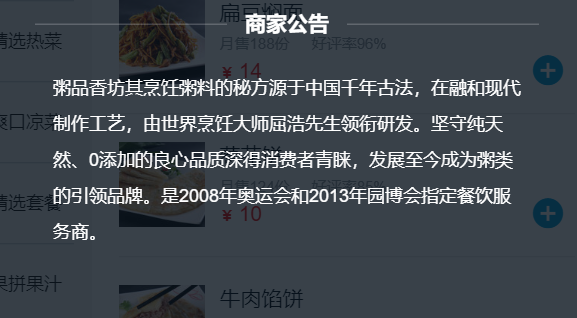 扁豆焖面
商家公告
月售188份 好评率96%
精选热菜
¥ 14
粥品香坊其烹饪粥料的秘方源于中国千年古法，在融和现代
制作工艺，由世界烹饪大师屈浩先生领衔研发。坚守纯天
爽口凉菜
然、0添加的良心品质深得消费者青睐，发展至今成为粥类
精选套餐
的引领品牌。是2008年奥运会和2013年园博会指定餐饮服
¥ 10
务商。
果拼果汁
牛肉馅饼